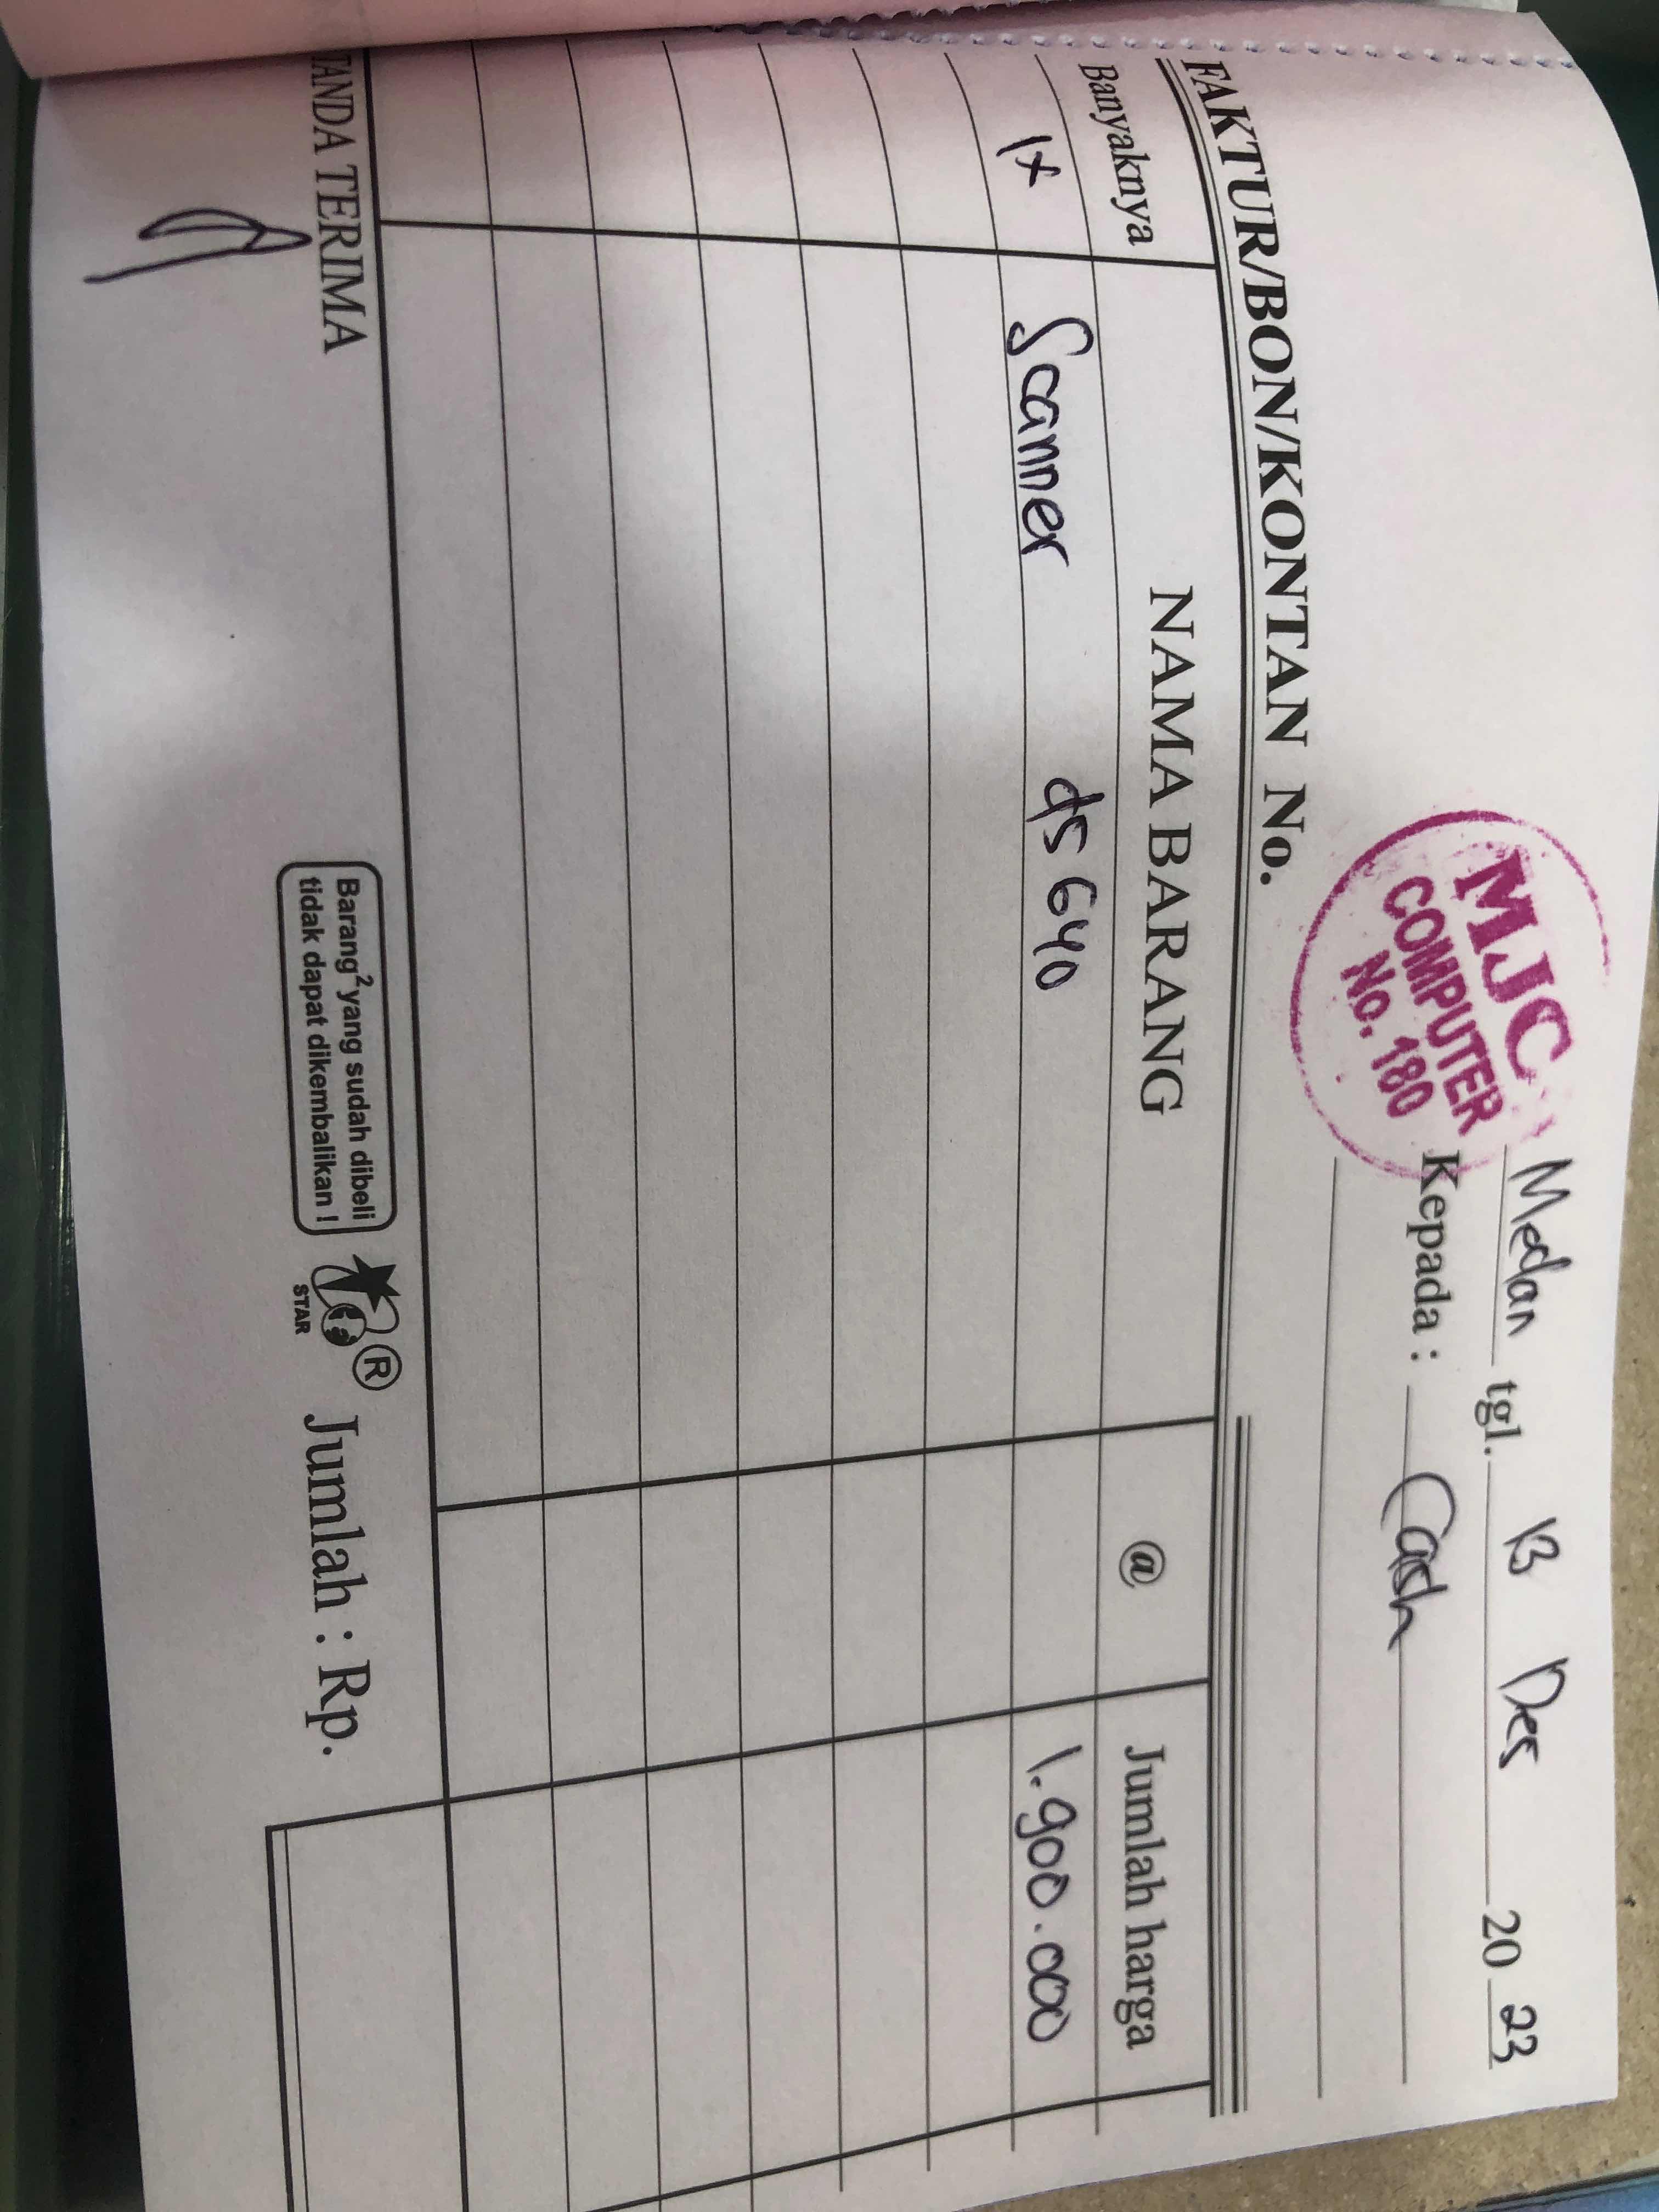 MJC
COMPUTER
No. 180
Medan tgl. 13 Des 20 23
Kepada : Cash
FAKTUR/BON/KONTAN No.
Banyaknya NAMA BARANG @ Jumlah harga
1x Scanner ds 640 1.900.000
TANDA TERIMA
Barang² yang sudah dibeli
tidak dapat dikembalikan !
STAR ®
Jumlah : Rp.